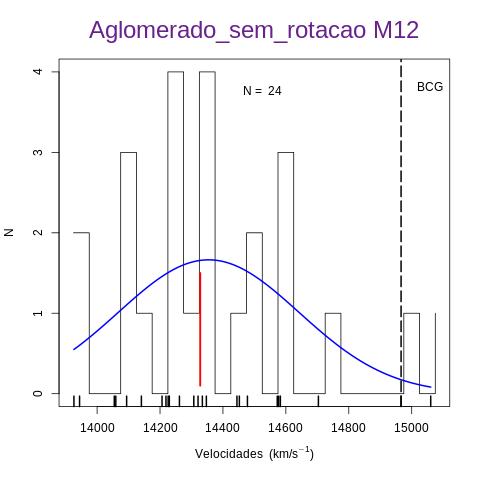 Aglomerado_sem_rotacao M12
N = 24
BCG
4
3
2
1
0
N
14000 14200 14400 14600 14800 15000
Velocidades (km/s⁻¹)